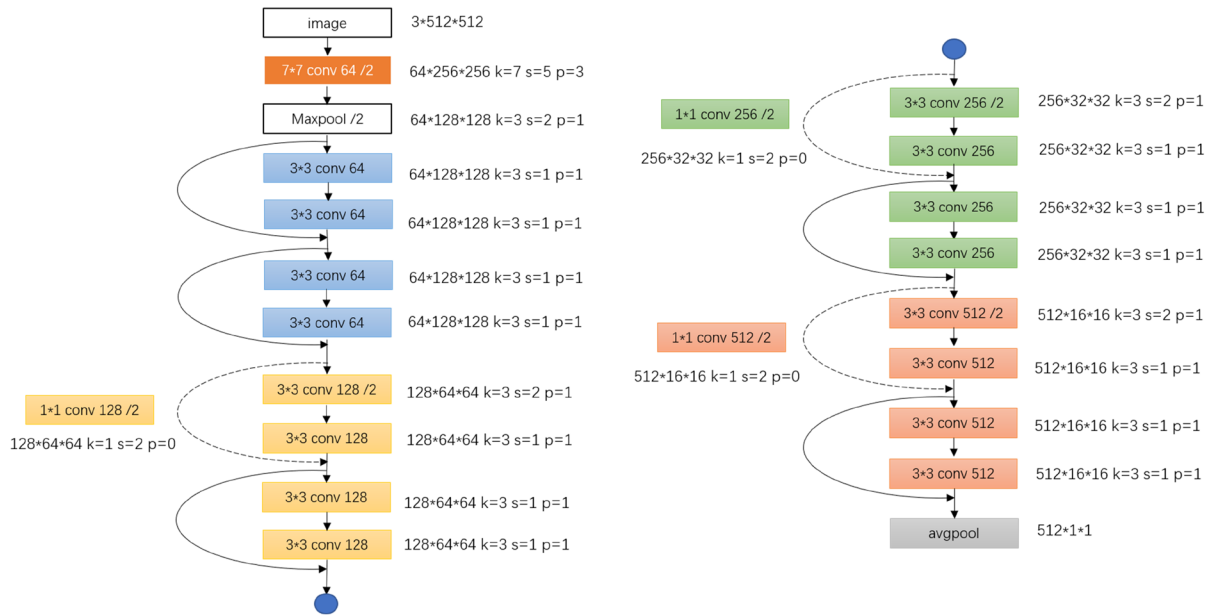 image
3*512*512
7*7 conv 64 /2
64*256*256 k=7 s=5 p=3
Maxpool /2
64*128*128 k=3 s=2 p=1
3*3 conv 64
64*128*128 k=3 s=1 p=1
3*3 conv 64
64*128*128 k=3 s=1 p=1
3*3 conv 64
64*128*128 k=3 s=1 p=1
3*3 conv 64
64*128*128 k=3 s=1 p=1
3*3 conv 128 /2
128*64*64 k=3 s=2 p=1
1*1 conv 128 /2
128*64*64 k=1 s=2 p=0
3*3 conv 128
128*64*64 k=3 s=1 p=1
3*3 conv 128
128*64*64 k=3 s=1 p=1
3*3 conv 128
128*64*64 k=3 s=1 p=1
3*3 conv 256 /2
256*32*32 k=3 s=2 p=1
1*1 conv 256 /2
256*32*32 k=1 s=2 p=0
3*3 conv 256
256*32*32 k=3 s=1 p=1
3*3 conv 256
256*32*32 k=3 s=1 p=1
3*3 conv 256
256*32*32 k=3 s=1 p=1
3*3 conv 512 /2
512*16*16 k=3 s=2 p=1
1*1 conv 512 /2
512*16*16 k=1 s=2 p=0
3*3 conv 512
512*16*16 k=3 s=1 p=1
3*3 conv 512
512*16*16 k=3 s=1 p=1
3*3 conv 512
512*16*16 k=3 s=1 p=1
avgpool
512*1*1